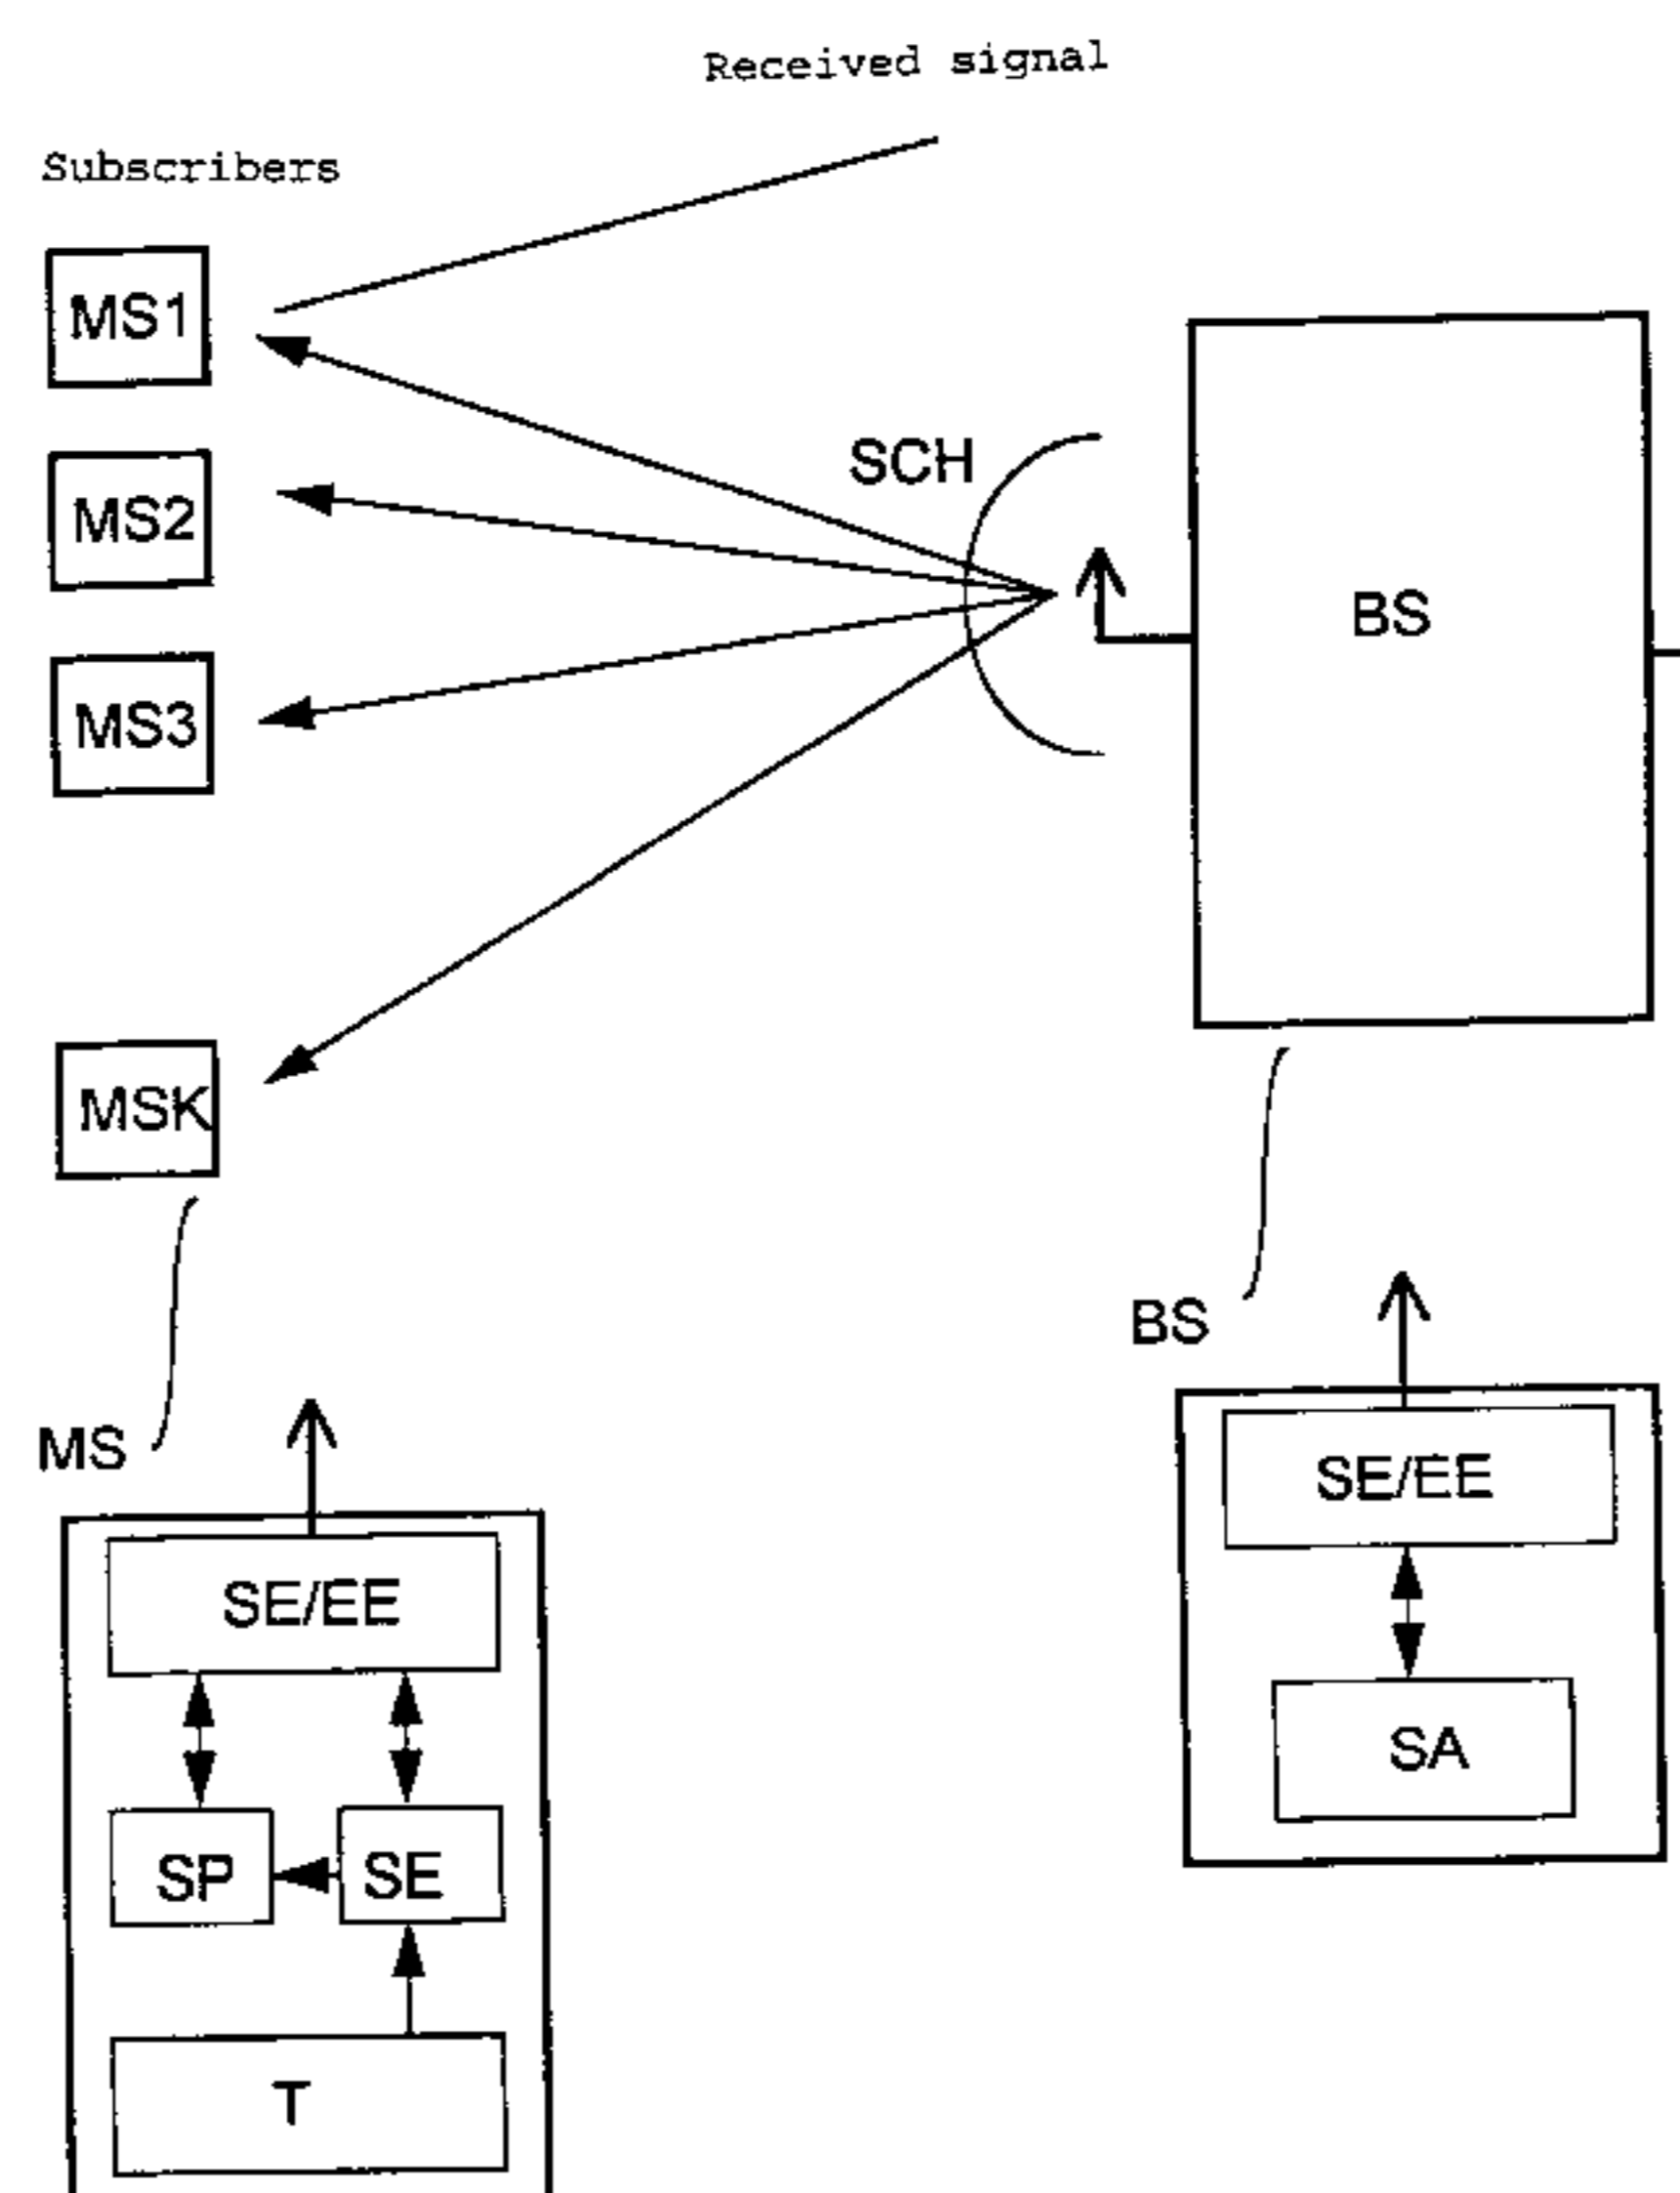 Received signal
Subscribers
MS1
SCH
MS2
BS
MS3
MSK
BS
MS
SE/EE
SE/EE
SA
SP
SE
T